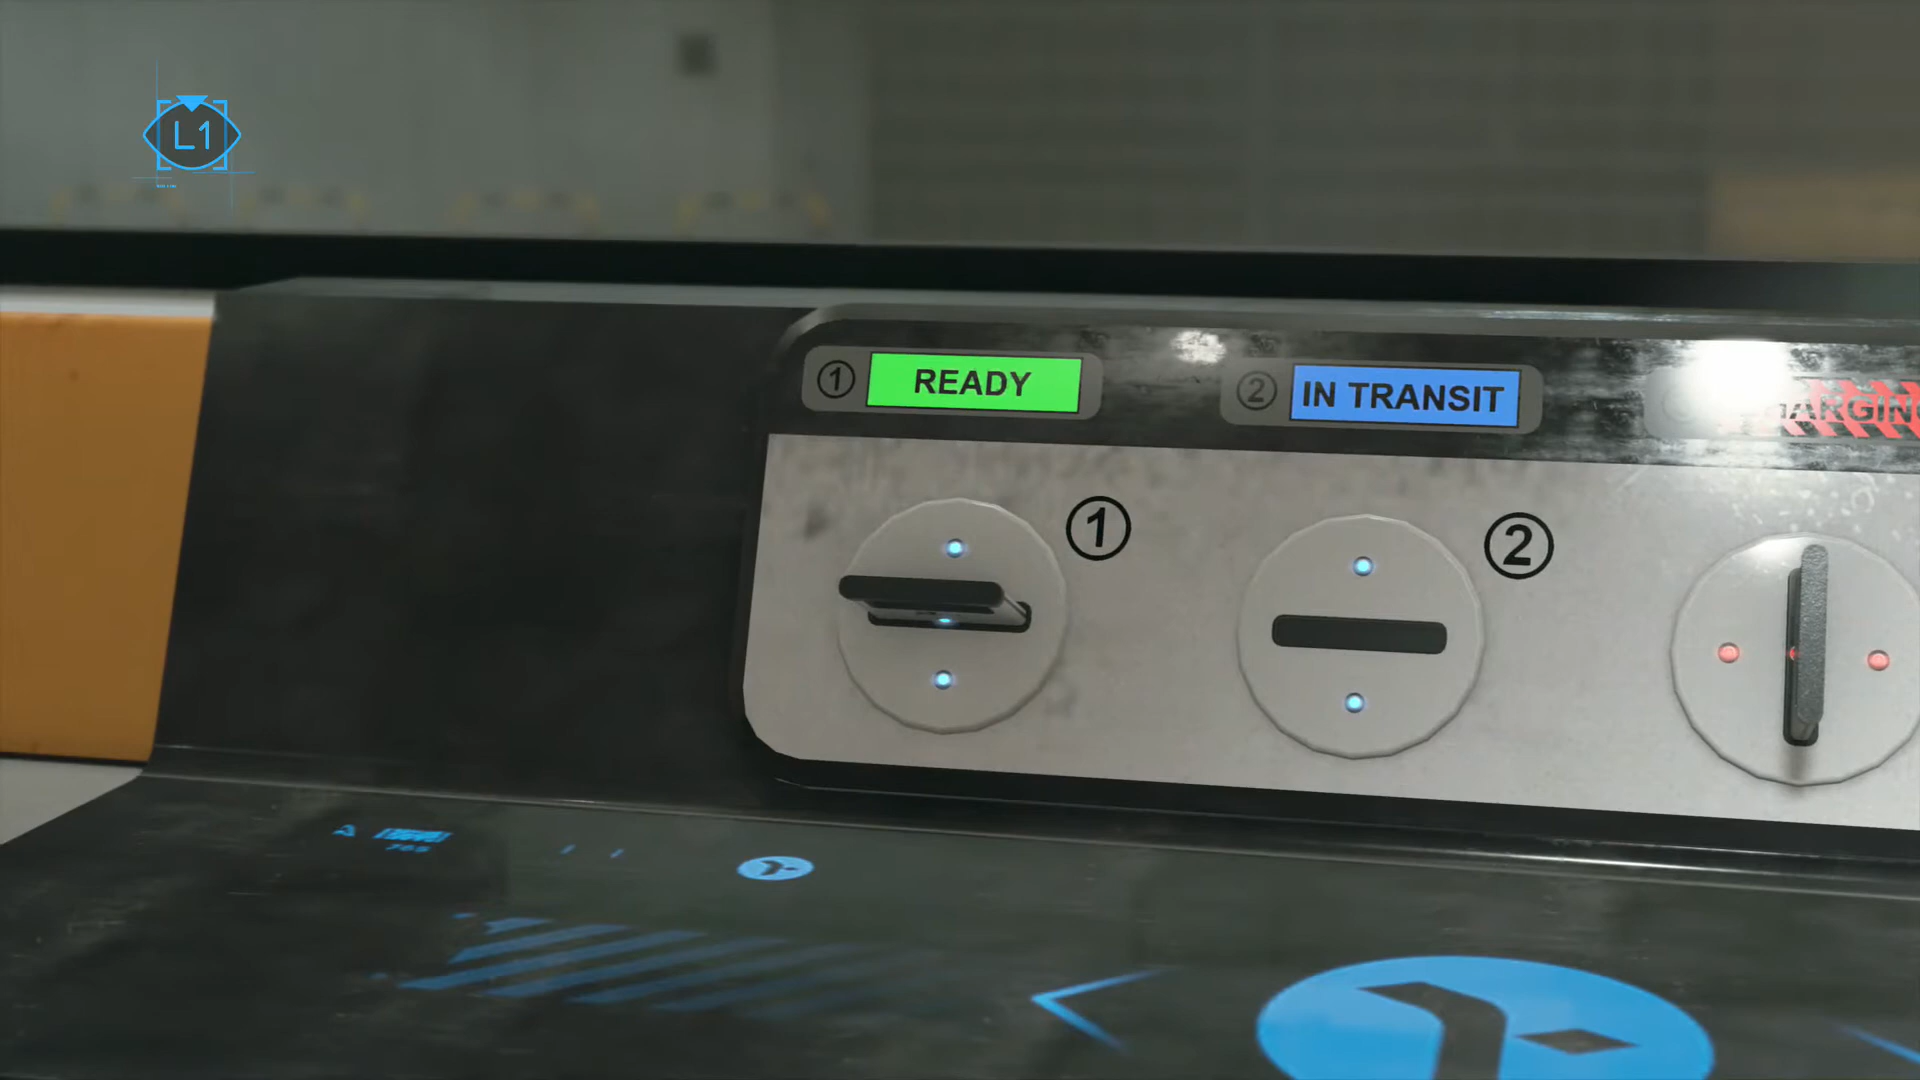 L1
① READY
② IN TRANSIT
①
②